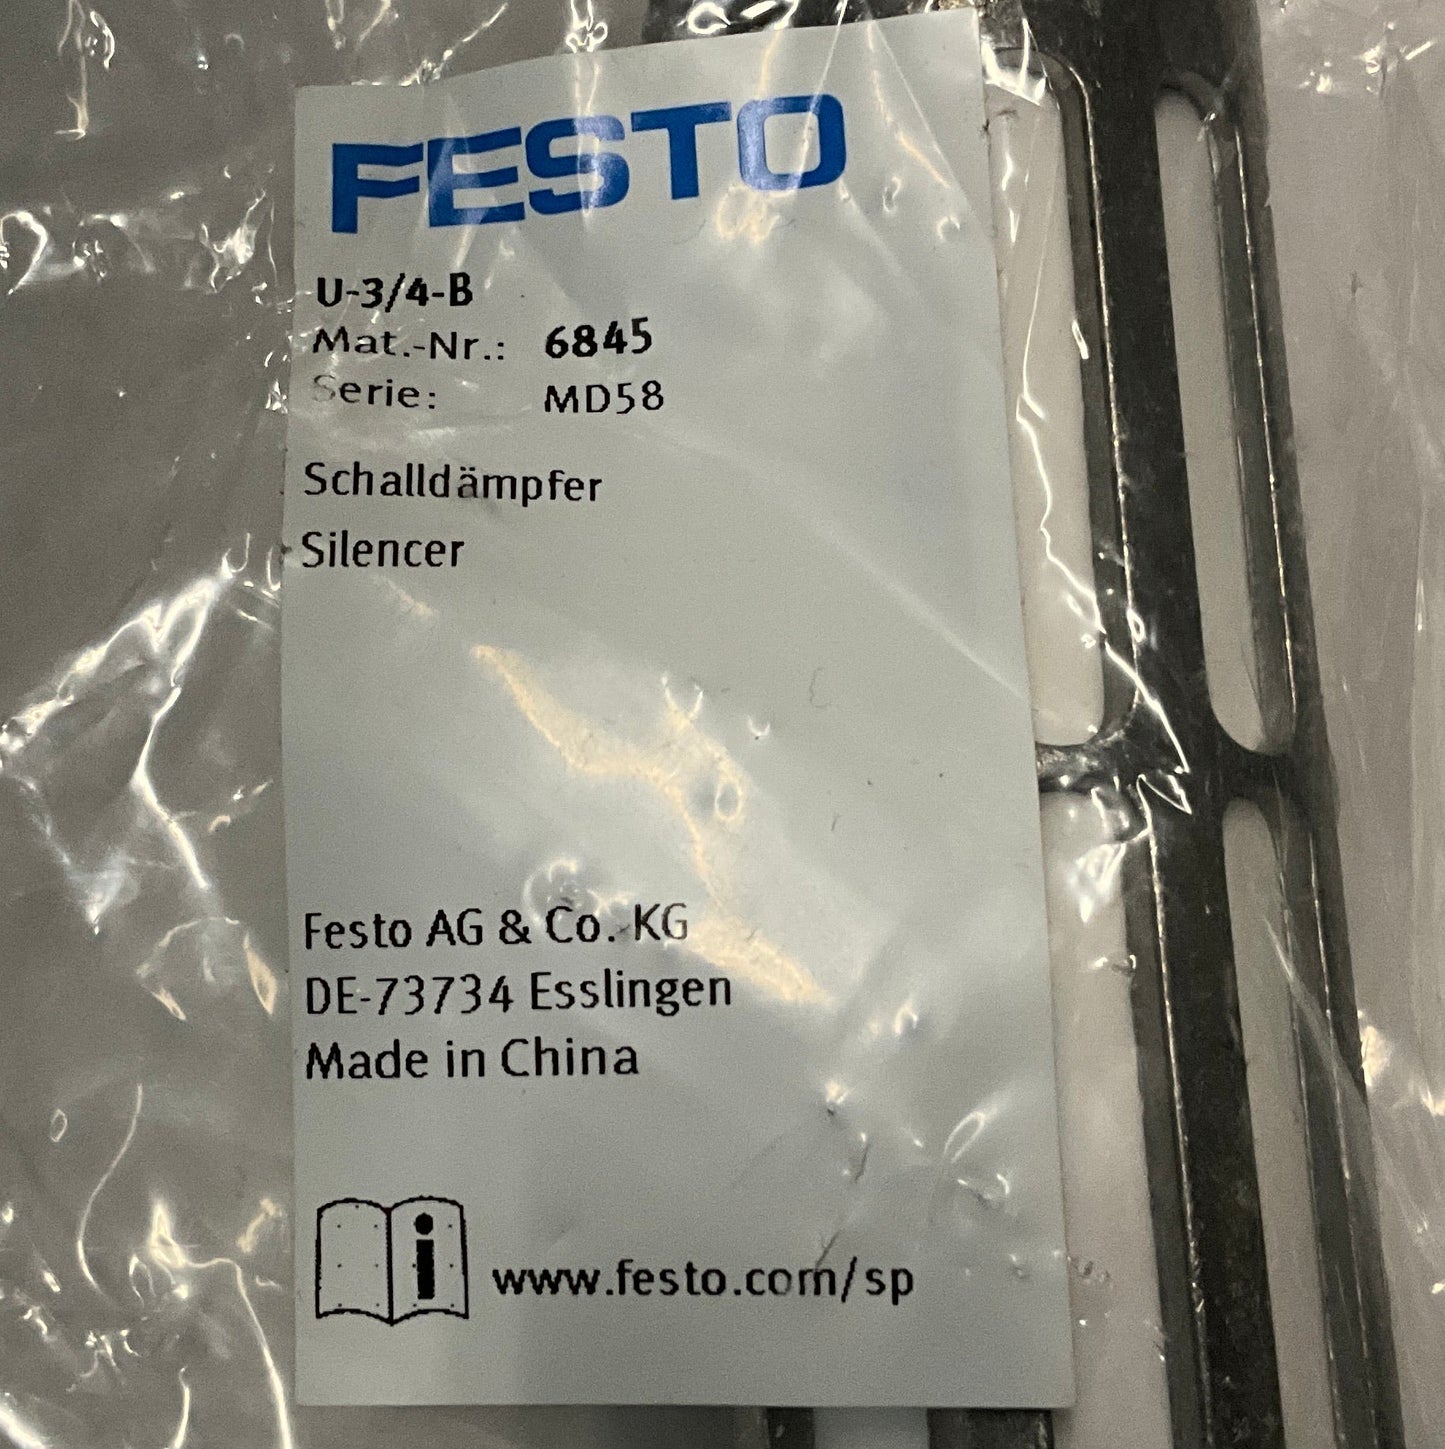 FESTO
U-3/4-B
Mat.-Nr.: 6845
Serie: MD58
Schalldämpfer
Silencer
Festo AG & Co. KG
DE-73734 Esslingen
Made in China
www.festo.com/sp